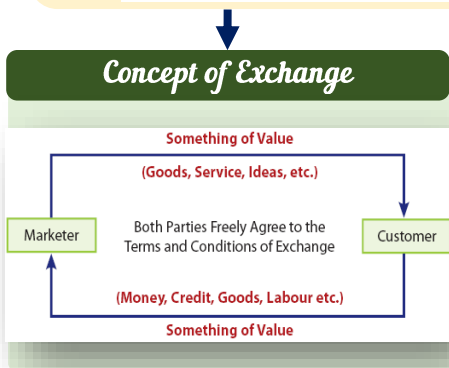 Concept of Exchange
Something of Value
(Goods, Service, Ideas, etc.)
Marketer
Both Parties Freely Agree to the
Terms and Conditions of Exchange
Customer
(Money, Credit, Goods, Labour etc.)
Something of Value